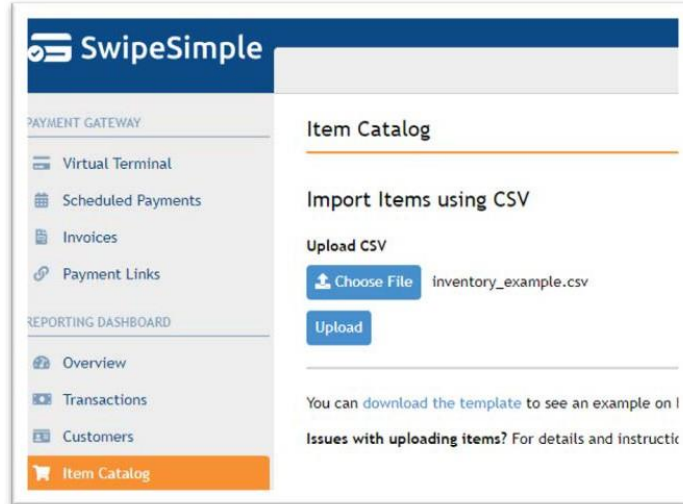 SwipeSimple
PAYMENT GATEWAY
Virtual Terminal
Scheduled Payments
Invoices
Payment Links
REPORTING DASHBOARD
Overview
Transactions
Customers
Item Catalog
Item Catalog
Import Items using CSV
Upload CSV
Choose File inventory_example.csv
Upload
You can download the template to see an example on
Issues with uploading items? For details and